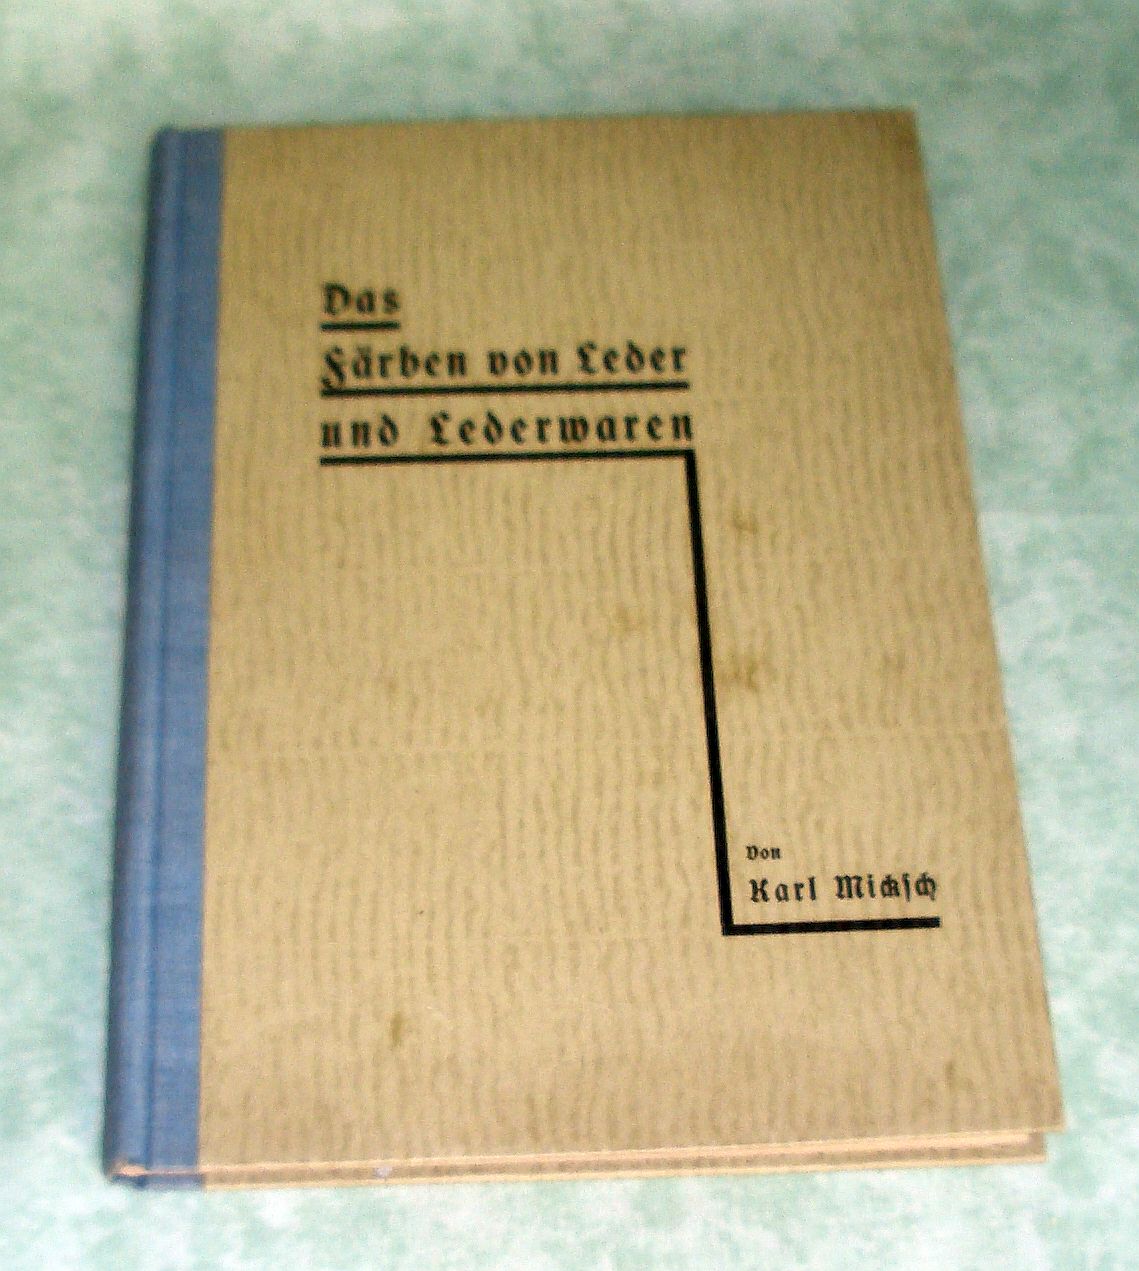 Das
Färben von Leder
und Lederwaren
Von
Karl Micksch